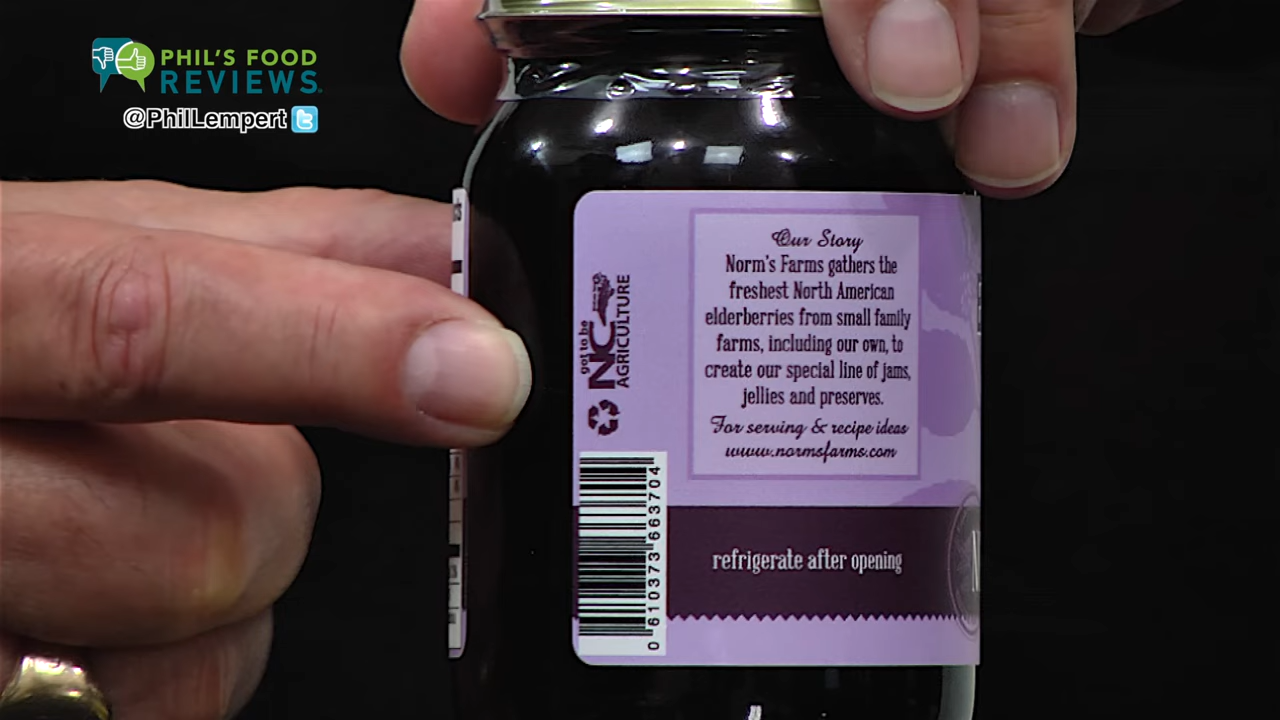 PHIL'S FOOD
REVIEWS
@PhilLempert
Our Story
Norm's Farms gathers the
freshest North American
elderberries from small family
farms, including our own, to
create our special line of jams,
jellies and preserves.
For serving & recipe ideas
www.normsfarms.com
got to be
NC
AGRICULTURE
0 610373 663704
refrigerate after opening